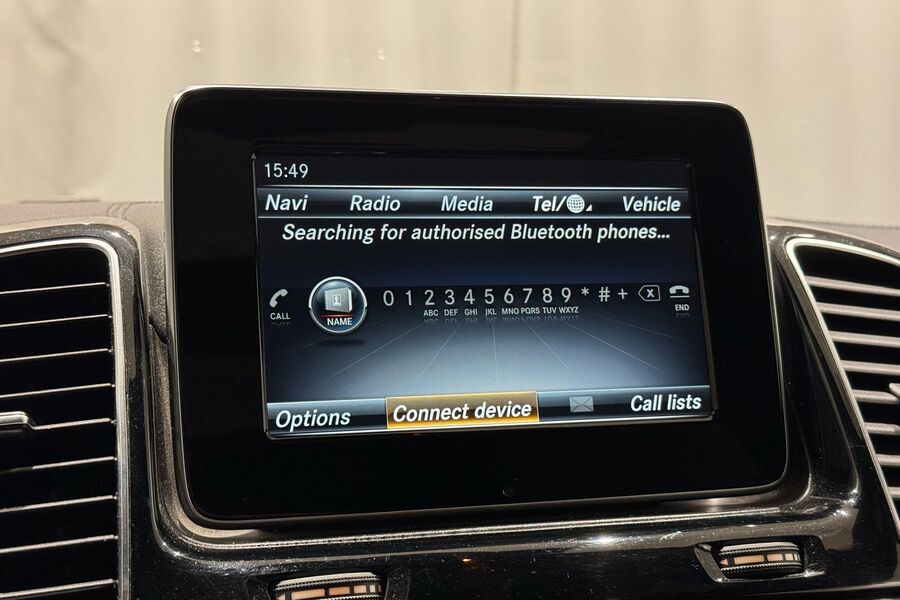 15:49
Navi Radio Media Tel/ Vehicle
Searching for authorised Bluetooth phones...
CALL NAME 0 1 2 3 4 5 6 7 8 9 * # + X END
ABC DEF GHI JKL MNO PQRS TUV WXYZ
Options Connect device Call lists